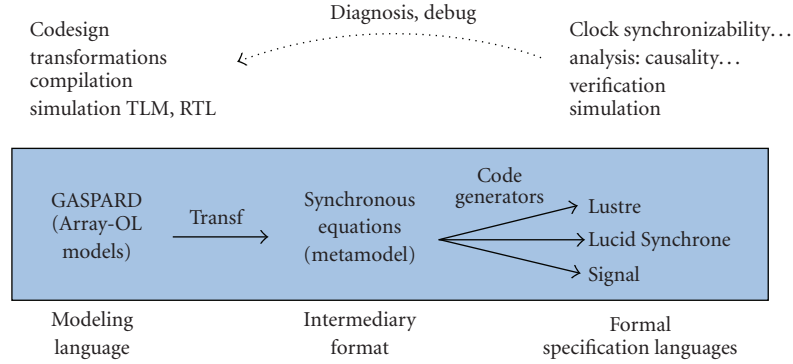 Diagnosis, debug
Codesign
transformations
compilation
simulation TLM, RTL
Clock synchronizability...
analysis: causality...
verification
simulation
GASPARD
(Array-OL
models)
Transf
Synchronous
equations
(metamodel)
Code
generators
Lustre
Lucid Synchrone
Signal
Modeling
language
Intermediary
format
Formal
specification languages